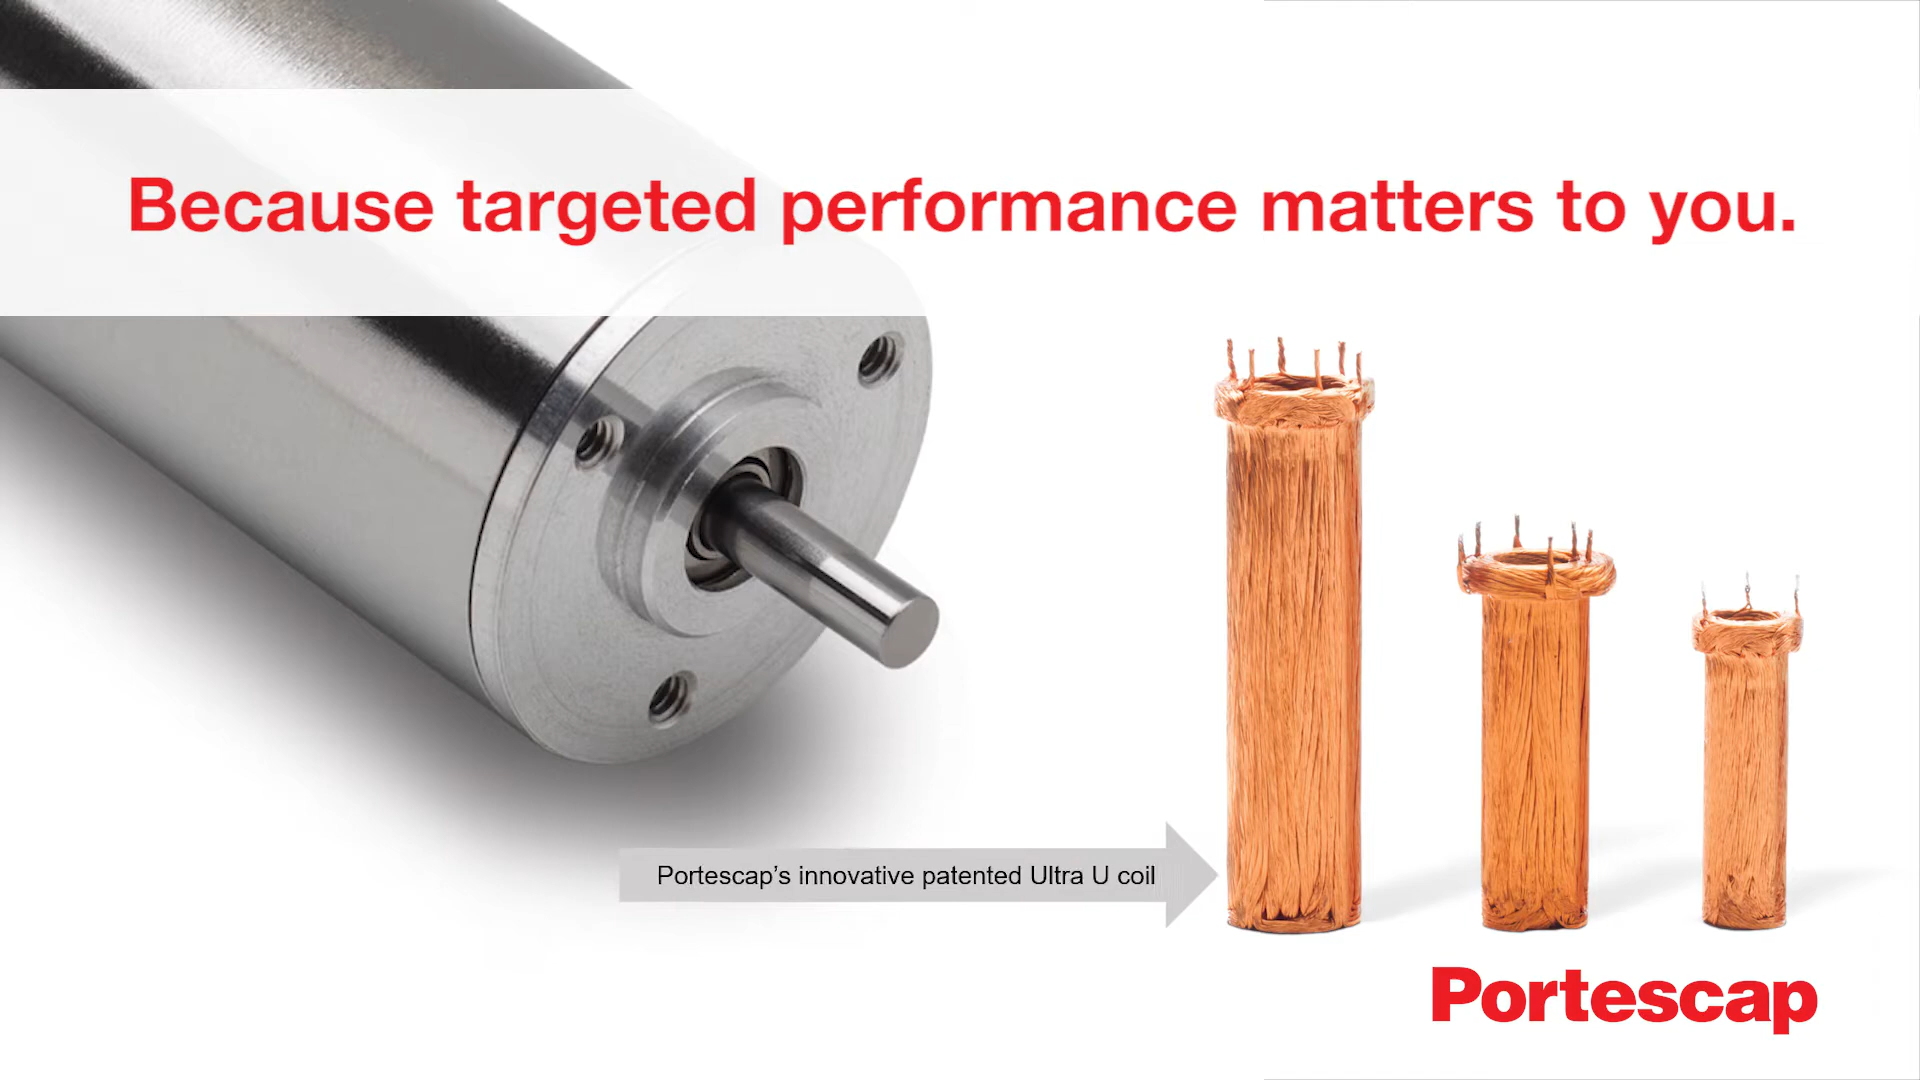 Because targeted performance matters to you.
Portescap’s innovative patented Ultra U coil
Portescap